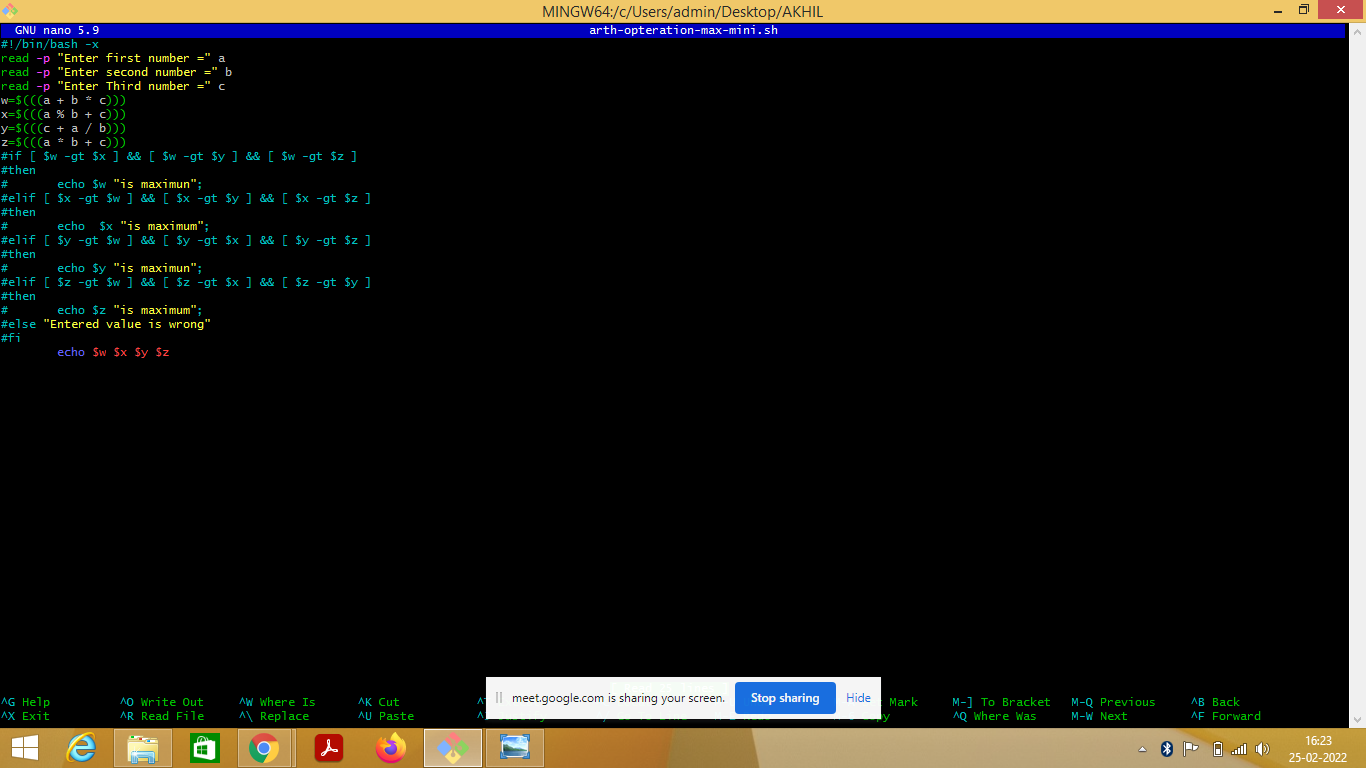 MINGW64:/c/Users/admin/Desktop/AKHIL
GNU nano 5.9 arth-opteration-max-mini.sh
#!/bin/bash -x
read -p "Enter first number =" a
read -p "Enter second number =" b
read -p "Enter Third number =" c
w=$(((a + b * c)))
x=$(((a % b + c)))
y=$(((c + a / b)))
z=$(((a * b + c)))
#if [ $w -gt $x ] && [ $w -gt $y ] && [ $w -gt $z ]
#then
#       echo $w "is maximun";
#elif [ $x -gt $w ] && [ $x -gt $y ] && [ $x -gt $z ]
#then
#       echo  $x "is maximum";
#elif [ $y -gt $w ] && [ $y -gt $x ] && [ $y -gt $z ]
#then
#       echo $y "is maximun";
#elif [ $z -gt $w ] && [ $z -gt $x ] && [ $z -gt $y ]
#then
#       echo $z "is maximum";
#else "Entered value is wrong"
#fi
        echo $w $x $y $z
meet.google.com is sharing your screen. Stop sharing Hide
^G Help ^O Write Out ^W Where Is ^K Cut Mark M-] To Bracket M-Q Previous ^B Back
^X Exit ^R Read File ^\ Replace ^U Paste ^Q Where Was M-W Next ^F Forward
16:23
25-02-2022